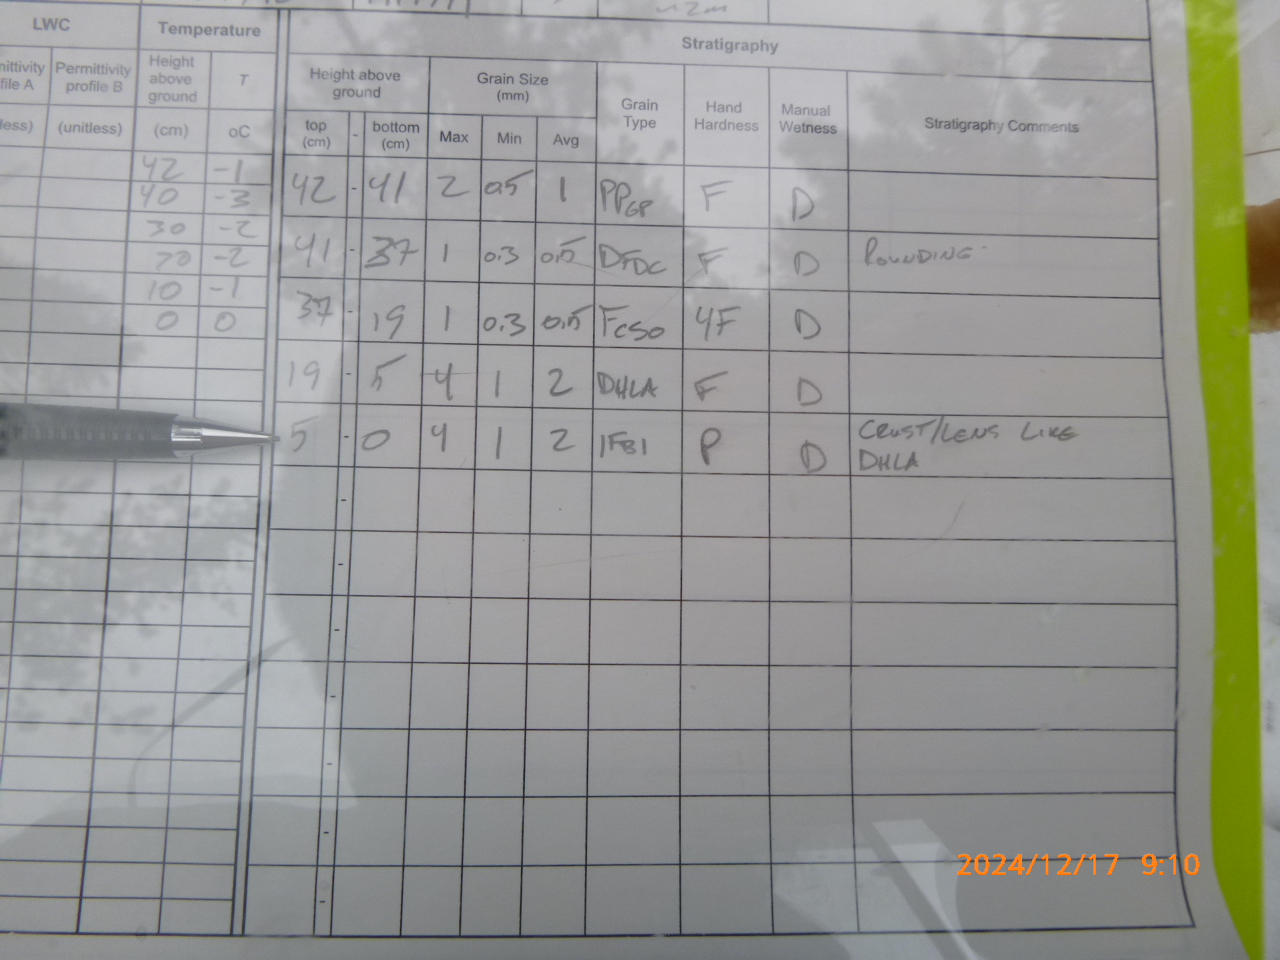 ~2m
LWC Temperature Stratigraphy
mittivity Permittivity Height T Height above Grain Size Grain Hand Manual Stratigraphy Comments
file A profile B above ground (mm) Type Hardness Wetness
ground
less) (unitless) (cm) oC top - bottom Max Min Avg
(cm) (cm)
42 -1
40 -3
30 -2
20 -2
10 -1
0 0
42 - 41 2 0.5 1 PPGP F D
41 - 37 1 0.3 0.5 DFDC F D ROUNDING
37 - 19 1 0.3 0.5 FCSO 4F D
19 - 5 4 1 2 DHLA F D
5 - 0 4 1 2 IFBI P D CRUST/LENS LIKE
DHLA
-
-
-
-
-
-
-
2024/12/17 9:10